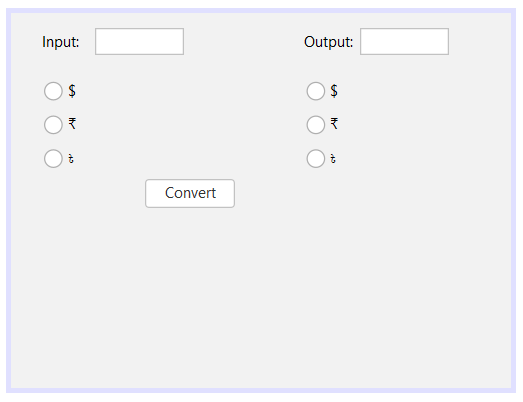 Input: Output:
$ $
₹ ₹
৳ ৳
Convert